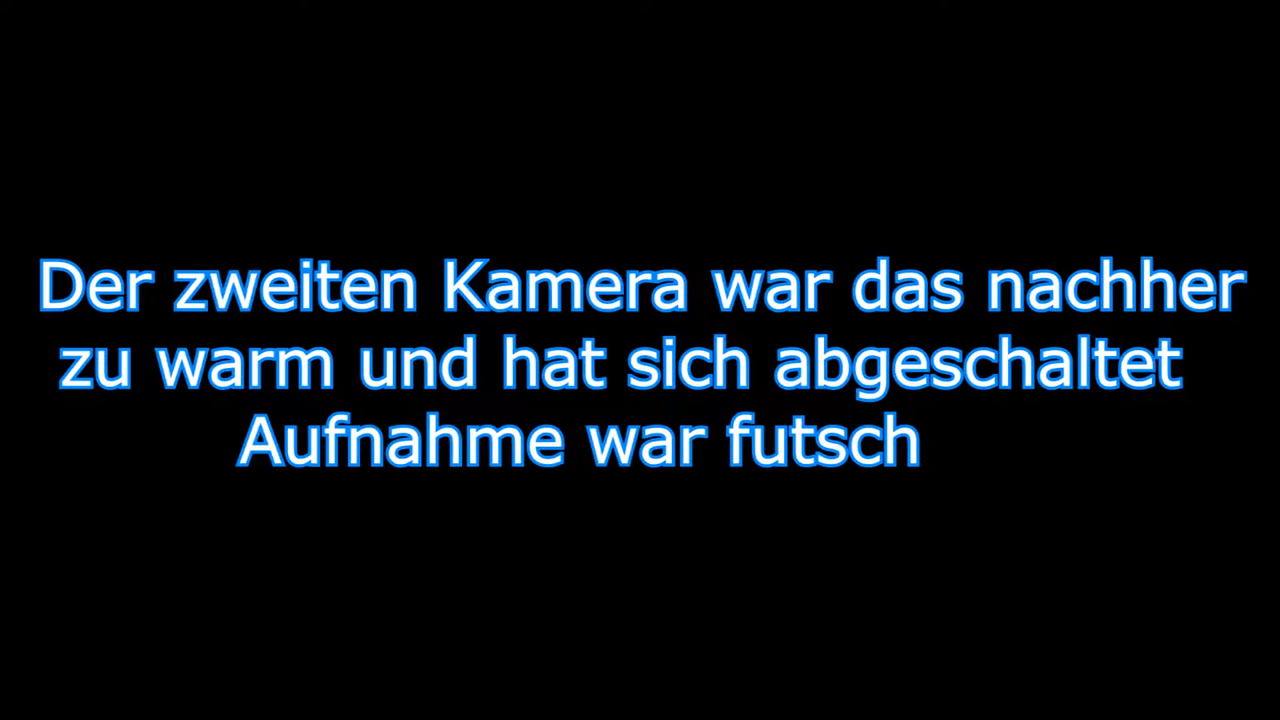 Der zweiten Kamera war das nachher
zu warm und hat sich abgeschaltet
Aufnahme war futsch